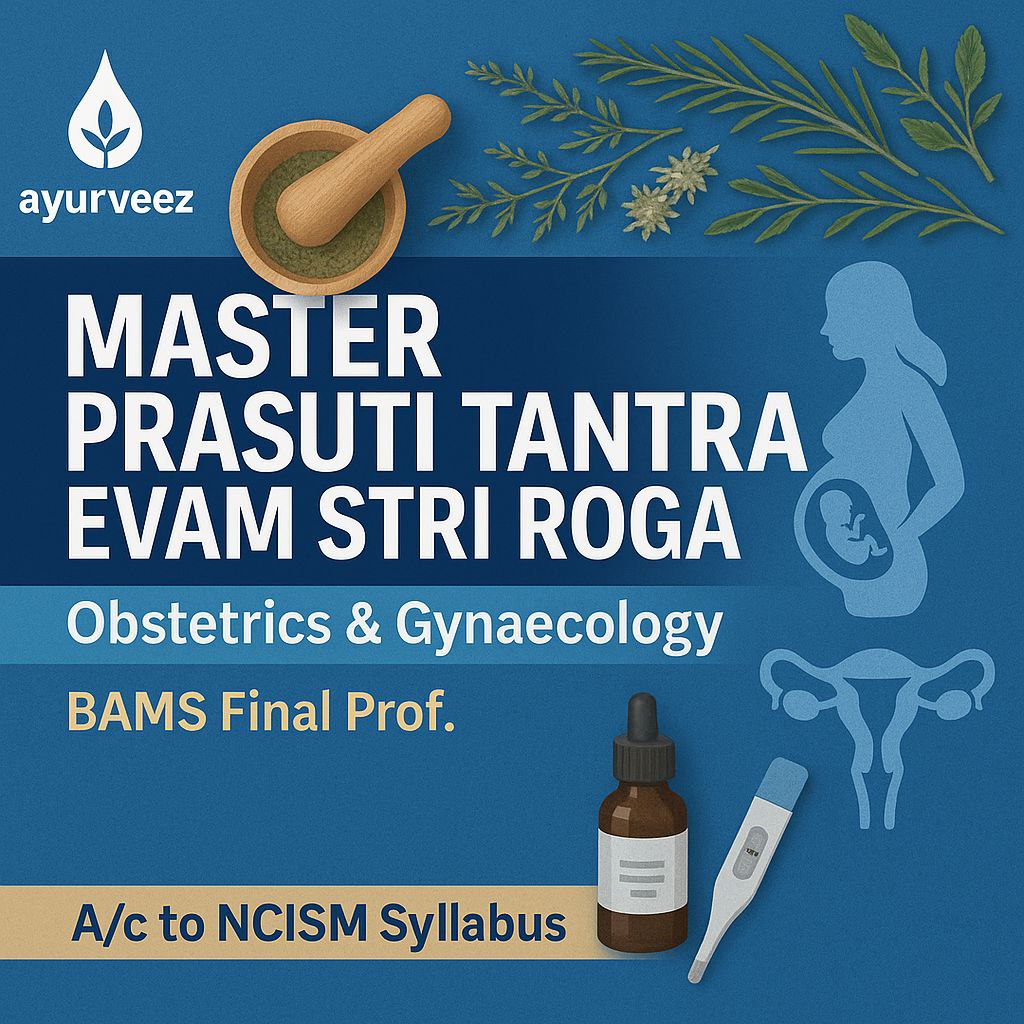 ayurveez
MASTER
PRASUTI TANTRA
EVAM STRI ROGA
Obstetrics & Gynaecology
BAMS Final Prof.
A/c to NCISM Syllabus